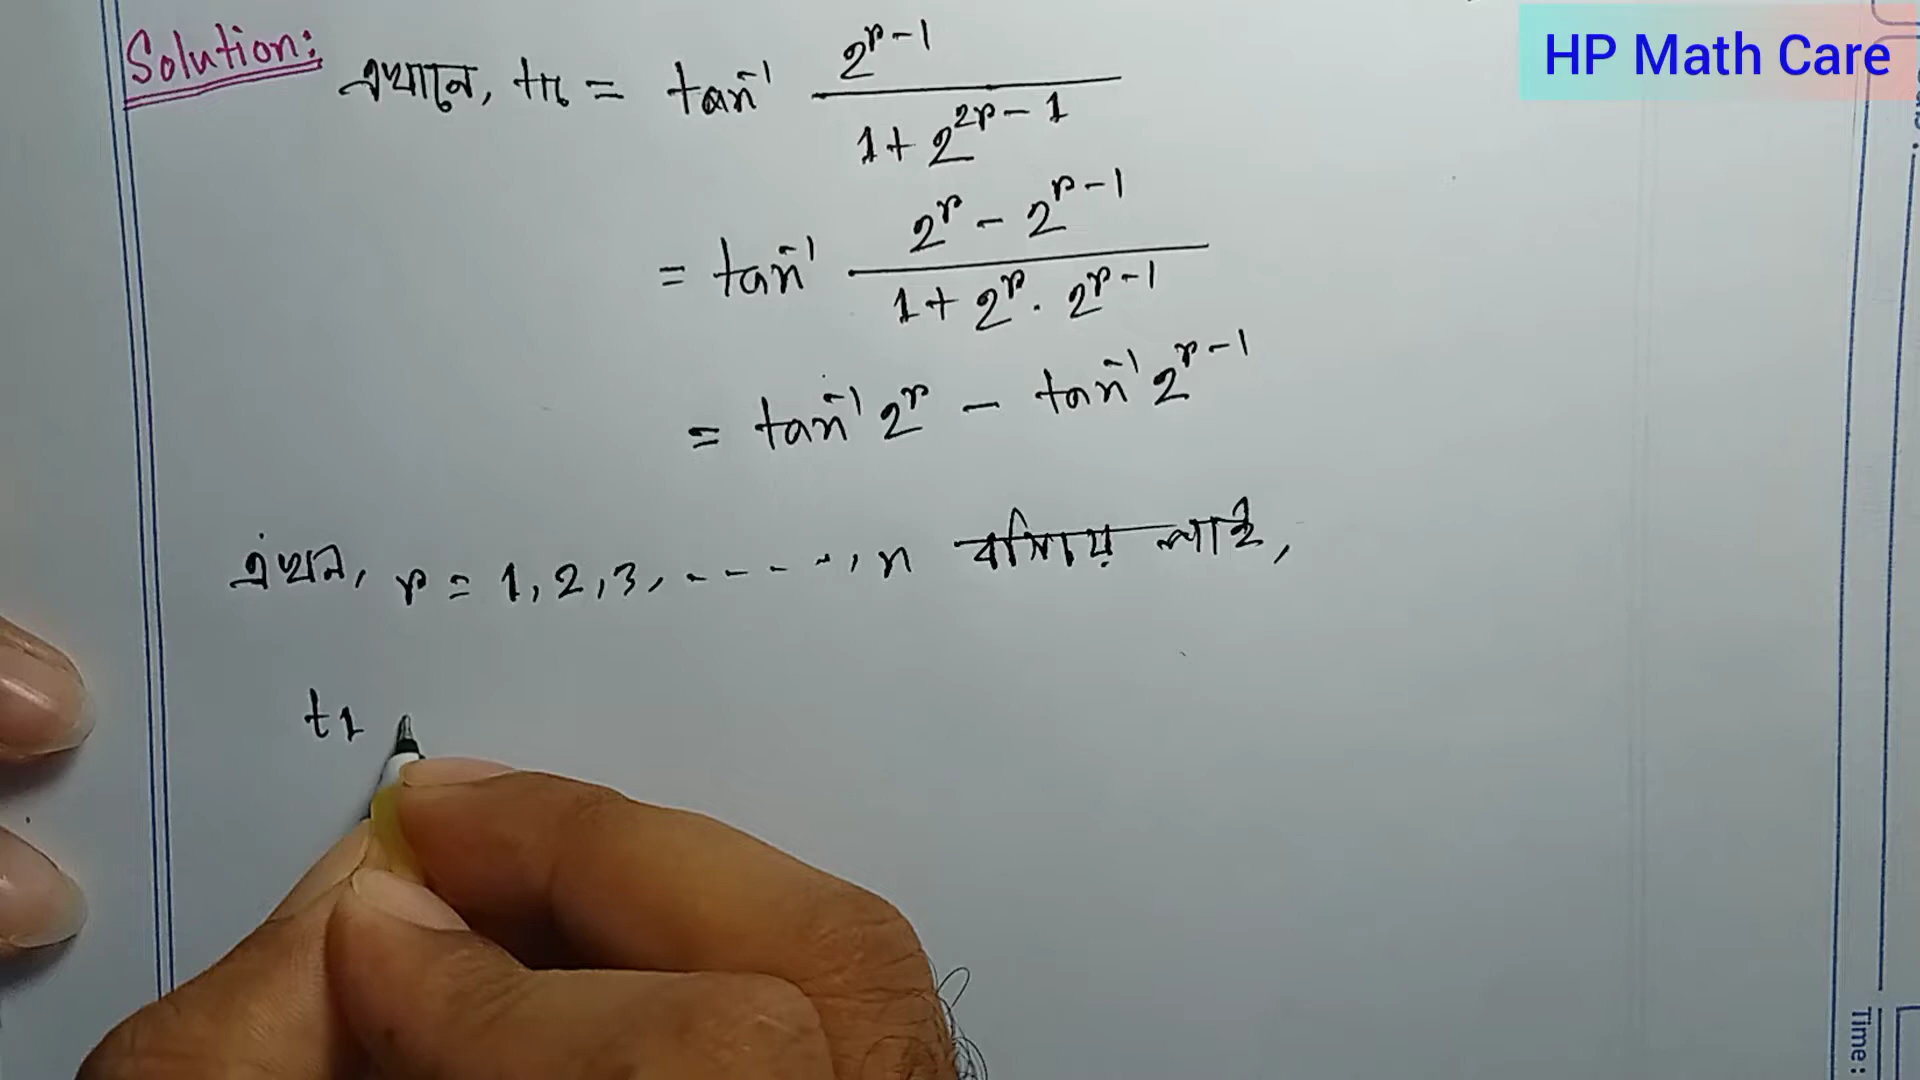 HP Math Care
Solution:
এখানে, tr = tan⁻¹ 2^(r-1) / (1 + 2^(2r-1))
= tan⁻¹ (2^r - 2^(r-1)) / (1 + 2^r . 2^(r-1))
= tan⁻¹ 2^r - tan⁻¹ 2^(r-1)
এখন, r = 1, 2, 3, ......, n বসিয়ে পাই,
t1
Time :